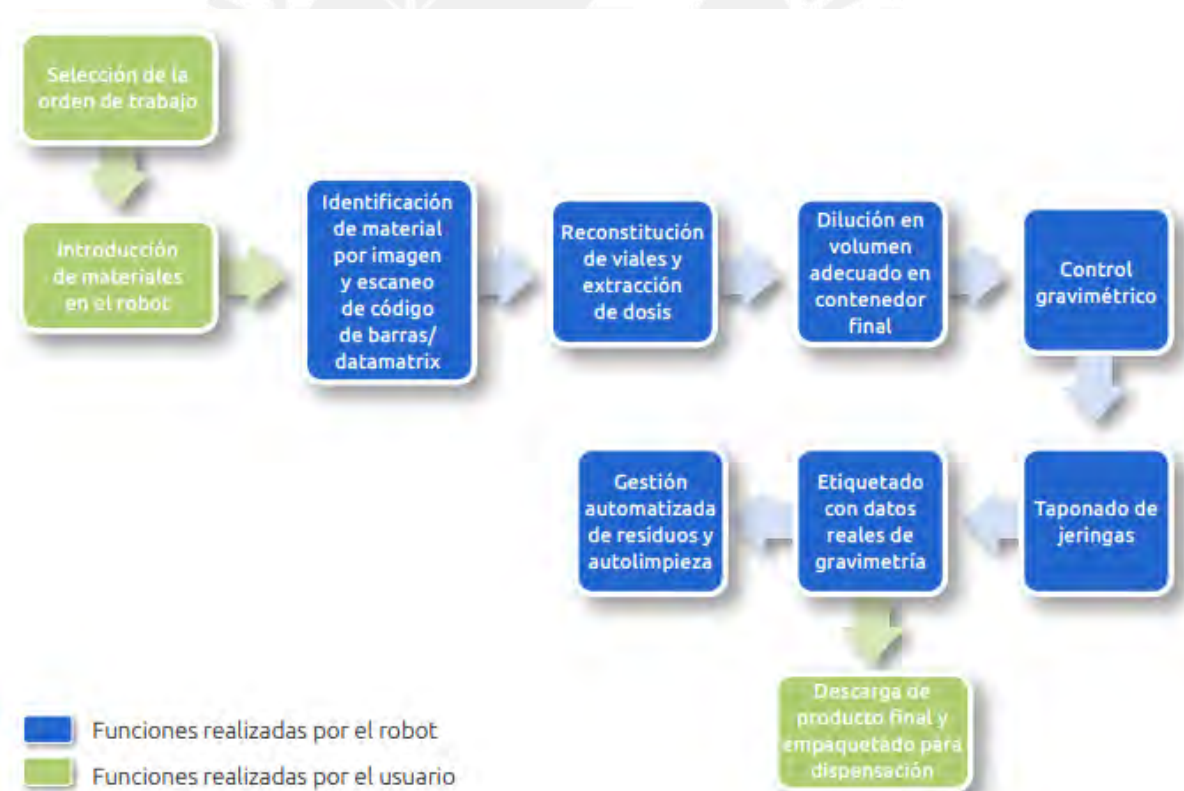 Selección de la
orden de trabajo
Introducción
de materiales
en el robot
Identificación
de material
por imagen
y escaneo
de código
de barras/
datamatrix
Reconstitución
de viales y
extracción
de dosis
Dilución en
volumen
adecuado en
contenedor
final
Control
gravimétrico
Taponado de
jeringas
Etiquetado
con datos
reales de
gravimetría
Gestión
automatizada
de residuos y
autolimpieza
Descarga de
producto final y
empaquetado para
dispensación
Funciones realizadas por el robot
Funciones realizadas por el usuario